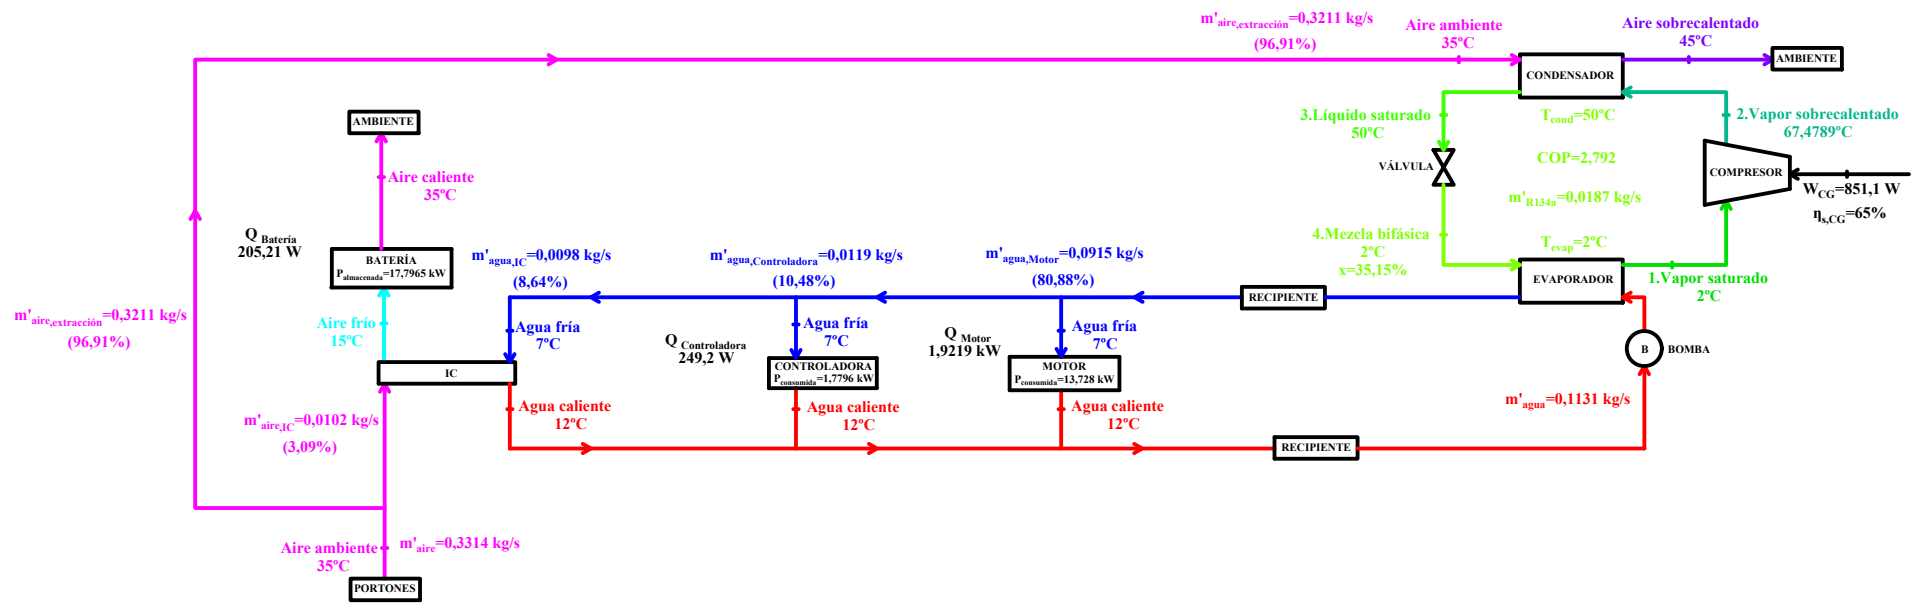 m'aire,extracción=0,3211 kg/s
(96,91%)
Aire ambiente
35ºC
Aire sobrecalentado
45ºC
AMBIENTE
CONDENSADOR
AMBIENTE
3.Líquido saturado
50ºC
Tcond=50ºC
2.Vapor sobrecalentado
67,4789ºC
VÁLVULA
COP=2,792
COMPRESOR
Aire caliente
35ºC
m'R134a=0,0187 kg/s
WCG=851,1 W
ηs,CG=65%
Q Batería
205,21 W
BATERÍA
Palmacenada=17,7965 kW
m'agua,IC=0,0098 kg/s
(8,64%)
m'agua,Controladora=0,0119 kg/s
(10,48%)
m'agua,Motor=0,0915 kg/s
(80,88%)
4.Mezcla bifásica
2ºC
x=35,15%
Tevap=2ºC
EVAPORADOR
1.Vapor saturado
2ºC
RECIPIENTE
m'aire,extracción=0,3211 kg/s
(96,91%)
Aire frío
15ºC
Agua fría
7ºC
Q Controladora
249,2 W
Agua fría
7ºC
Q Motor
1,9219 kW
Agua fría
7ºC
B
BOMBA
IC
CONTROLADORA
Pconsumida=1,7796 kW
MOTOR
Pconsumida=13,728 kW
m'aire,IC=0,0102 kg/s
(3,09%)
Agua caliente
12ºC
Agua caliente
12ºC
Agua caliente
12ºC
m'agua=0,1131 kg/s
RECIPIENTE
Aire ambiente
35ºC
m'aire=0,3314 kg/s
PORTONES